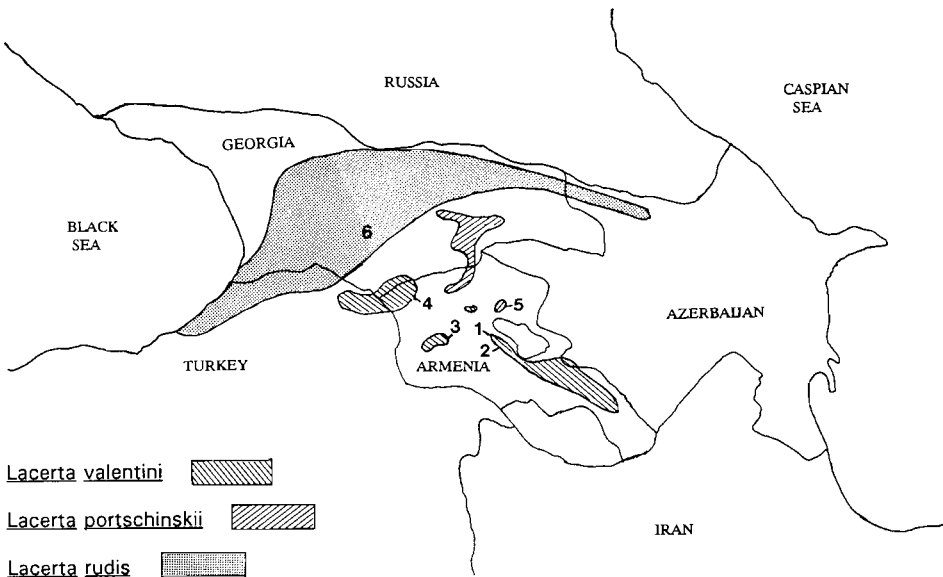 RUSSIA
CASPIAN
SEA
GEORGIA
BLACK
SEA
6
4
5
AZERBAIJAN
3
1
2
TURKEY
ARMENIA
Lacerta valentini
Lacerta portschinskii
IRAN
Lacerta rudis